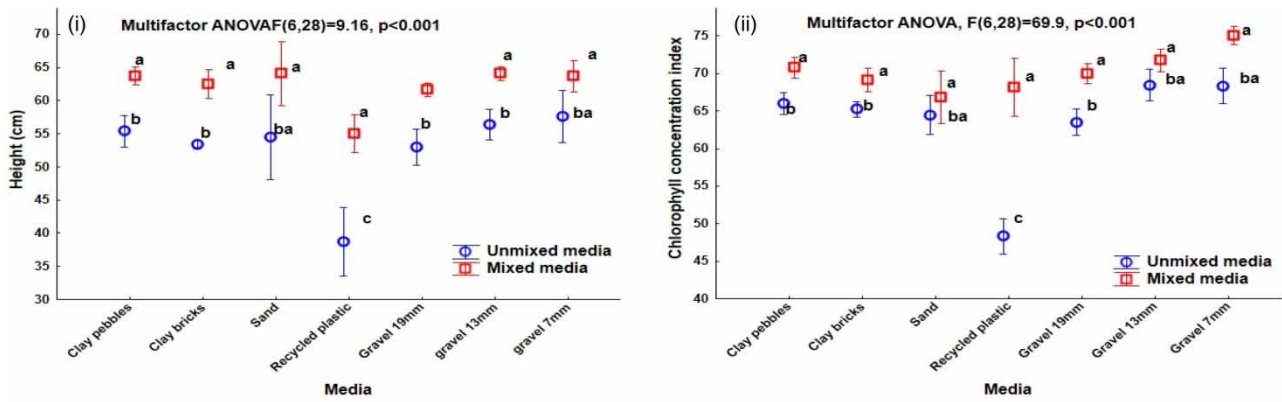 (i)
Multifactor ANOVAF(6,28)=9.16, p<0.001
Height (cm)
70
65
60
55
50
45
40
35
30
a
a
a
a
a
a
a
b
b
ba
c
b
b
b
Unmixed media
Mixed media
Clay pebbles
Clay bricks
Sand
Recycled plastic
Gravel 19mm
gravel 13mm
gravel 7mm
Media
(ii)
Multifactor ANOVA, F(6,28)=69.9, p<0.001
Chlorophyll concentration index
75
70
65
60
55
50
45
40
a
a
a
a
a
a
a
b
b
ba
c
b
ba
ba
Unmixed media
Mixed media
Clay pebbles
Clay bricks
Sand
Recycled plastic
Gravel 19mm
Gravel 13mm
Gravel 7mm
Media